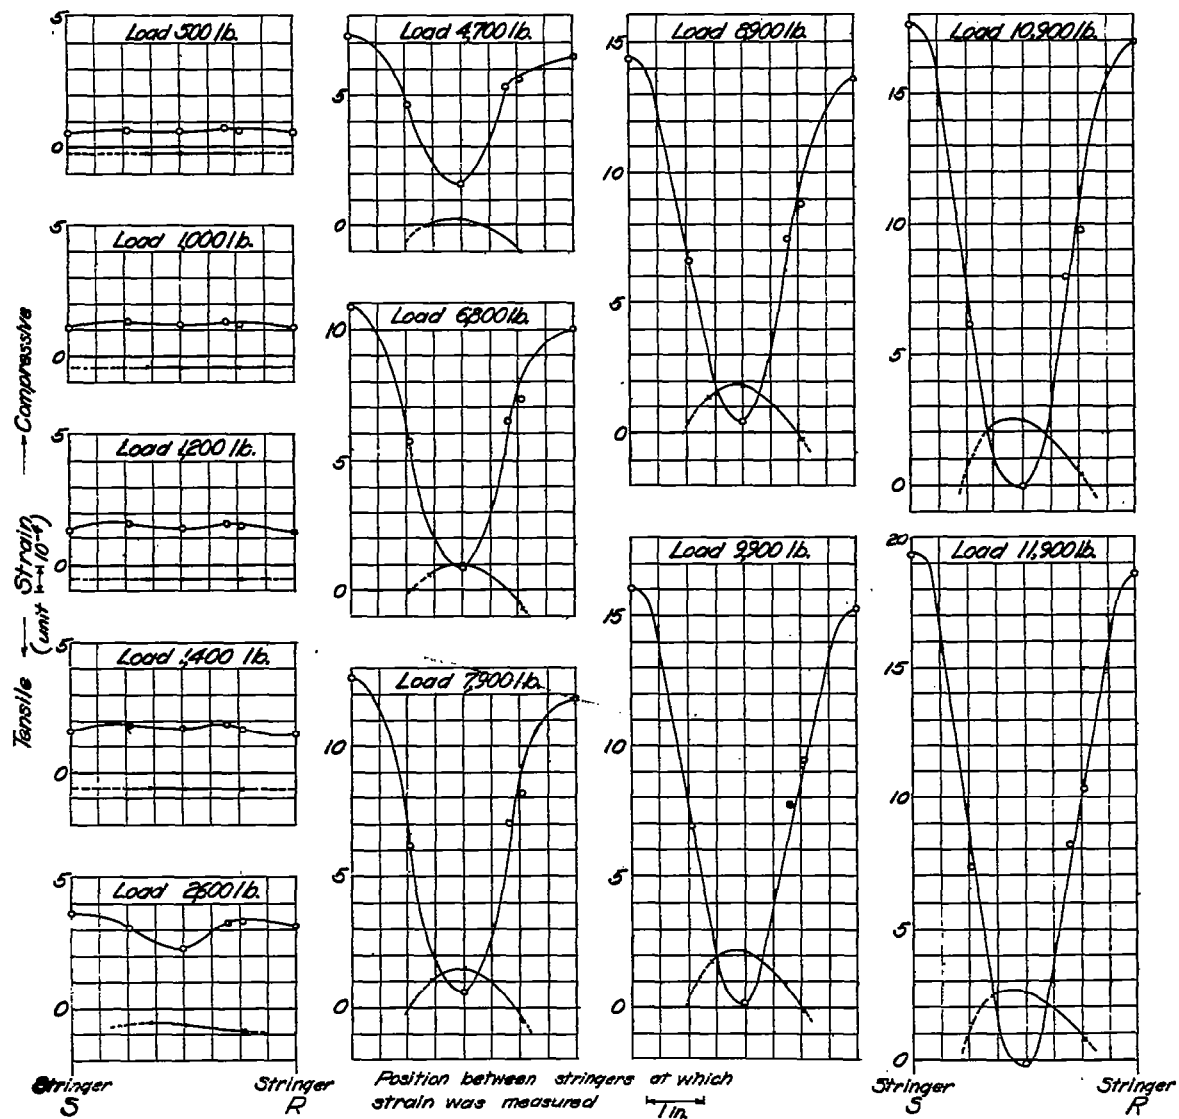 Load 500 lb.
5
0
Load 1,000 lb.
5
0
Load 1,200 lb.
5
0
Load 1,400 lb.
5
0
Load 2,600 lb.
5
0
Tensile Strain Compressive
(unit 10⁻⁴)
Stringer
S
Stringer
R
Load 4,700 lb.
5
0
Load 6,800 lb.
10
5
0
Load 7,900 lb.
10
5
0
Position between stringers at which
strain was measured
1 in.
Load 8,900 lb.
15
10
5
0
Load 9,900 lb.
15
10
5
0
Load 10,900 lb.
15
10
5
0
Load 11,900 lb.
20
15
10
5
0
Stringer
S
Stringer
R